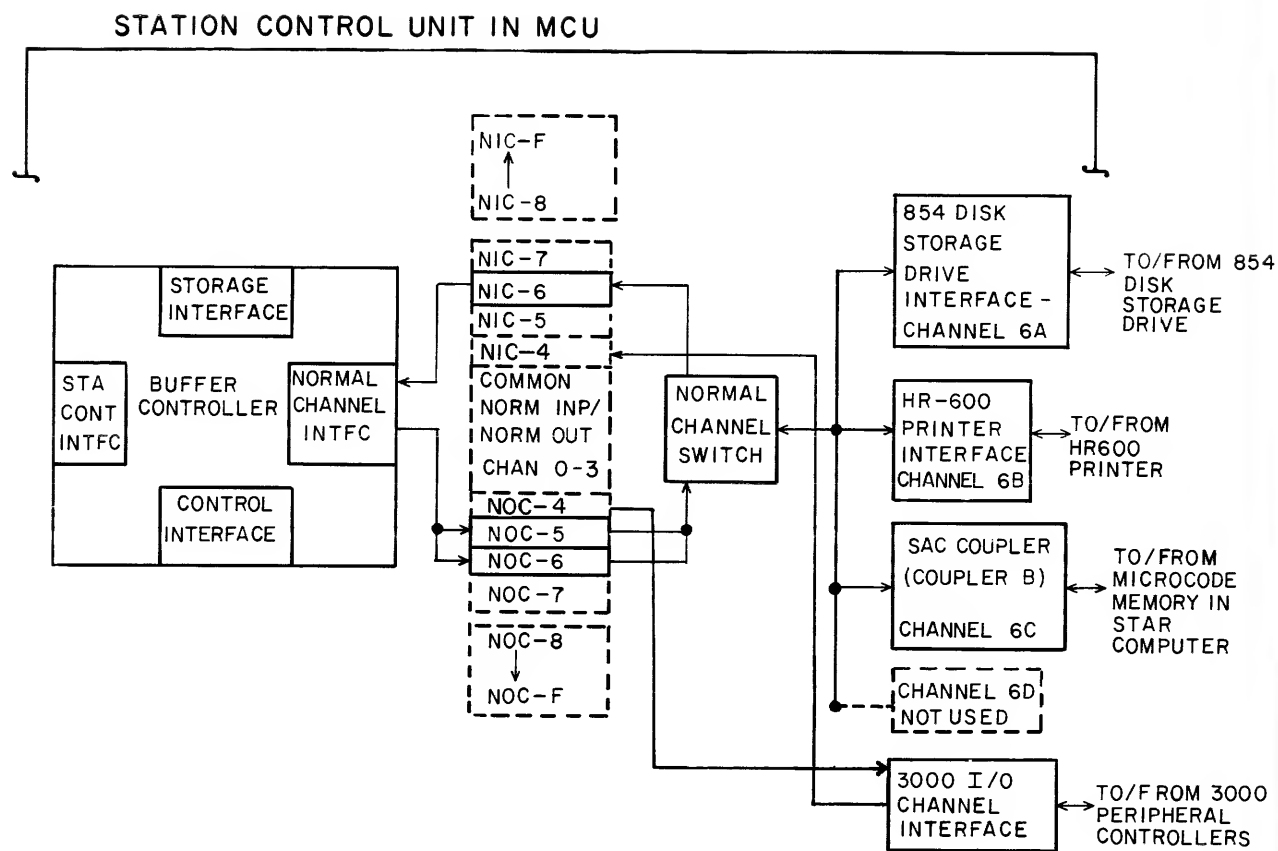 STATION CONTROL UNIT IN MCU
NIC-F
NIC-8
NIC-7
NIC-6
NIC-5
NIC-4
COMMON
NORM INP/
NORM OUT
CHAN 0-3
NOC-4
NOC-5
NOC-6
NOC-7
NOC-8
NOC-F
STORAGE
INTERFACE
STA
CONT
INTFC
BUFFER
CONTROLLER
NORMAL
CHANNEL
INTFC
CONTROL
INTERFACE
NORMAL
CHANNEL
SWITCH
854 DISK
STORAGE
DRIVE
INTERFACE-
CHANNEL 6A
TO/FROM 854
DISK
STORAGE
DRIVE
HR-600
PRINTER
INTERFACE
CHANNEL 6B
TO/FROM
HR600
PRINTER
SAC COUPLER
(COUPLER B)
CHANNEL 6C
TO/FROM
MICROCODE
MEMORY IN
STAR
COMPUTER
CHANNEL 6D
NOT USED
3000 I/O
CHANNEL
INTERFACE
TO/FROM 3000
PERIPHERAL
CONTROLLERS